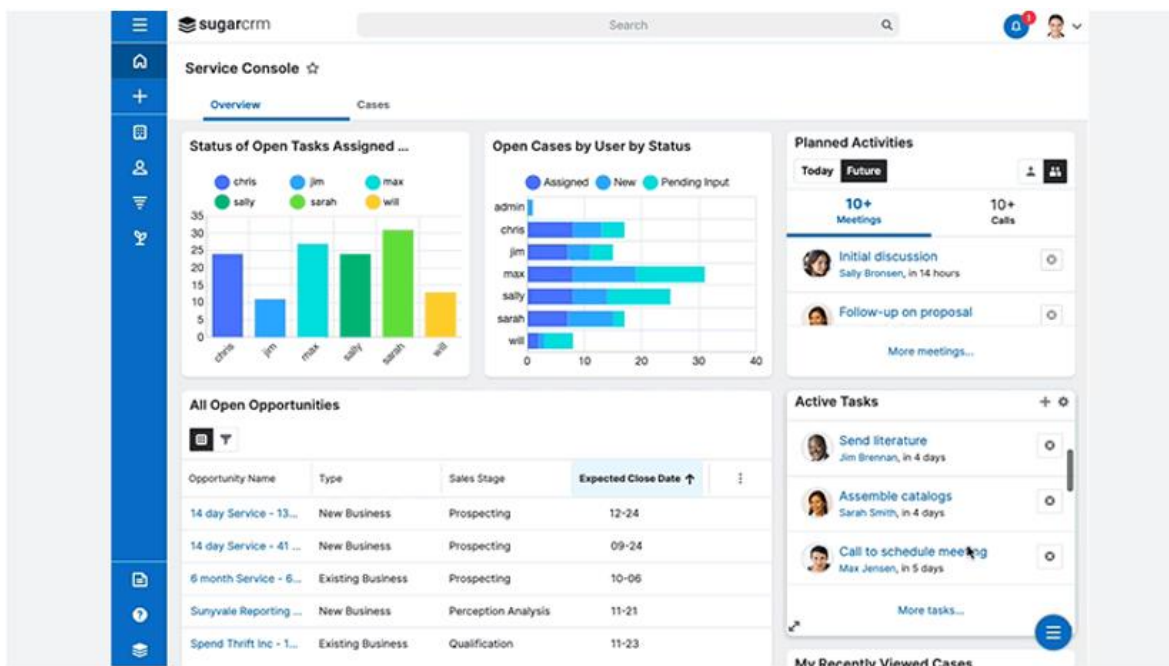 sugarcrm
Search
1
Service Console
Overview
Cases
Status of Open Tasks Assigned ...
chris
jim
max
sally
sarah
will
35
30
25
20
15
10
5
0
chris
jim
max
sally
sarah
will
Open Cases by User by Status
Assigned
New
Pending Input
admin
chris
jim
max
sally
sarah
will
0
10
20
30
40
Planned Activities
Today
Future
10+
Meetings
10+
Calls
Initial discussion
Sally Bronsen, in 14 hours
Follow-up on proposal
More meetings...
All Open Opportunities
Opportunity Name
Type
Sales Stage
Expected Close Date
14 day Service - 13...
New Business
Prospecting
12-24
14 day Service - 41 ...
New Business
Prospecting
09-24
6 month Service - 6...
Existing Business
Prospecting
10-06
Sunyvale Reporting ...
New Business
Perception Analysis
11-21
Spend Thrift Inc - 1...
Existing Business
Qualification
11-23
Active Tasks
Send literature
Jim Brennan, in 4 days
Assemble catalogs
Sarah Smith, in 4 days
Call to schedule meeting
Max Jensen, in 5 days
More tasks...
My Recently Viewed Cases